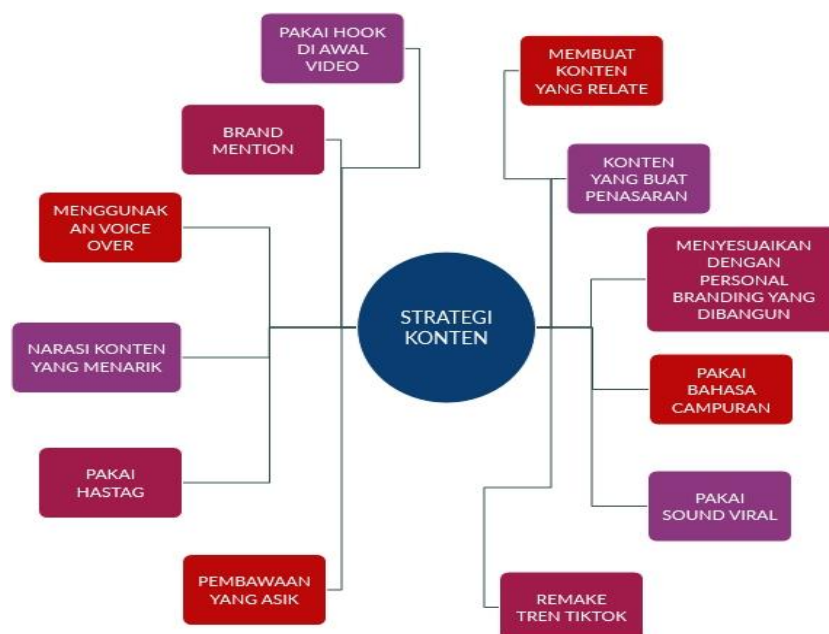 PAKAI HOOK
DI AWAL
VIDEO
BRAND
MENTION
MENGGUNAK
AN VOICE
OVER
NARASI KONTEN
YANG MENARIK
PAKAI
HASTAG
PEMBAWAAN
YANG ASIK
STRATEGI
KONTEN
MEMBUAT
KONTEN
YANG RELATE
KONTEN
YANG BUAT
PENASARAN
MENYESUAIKAN
DENGAN
PERSONAL
BRANDING YANG
DIBANGUN
PAKAI
BAHASA
CAMPURAN
PAKAI
SOUND VIRAL
REMAKE
TREN TIKTOK